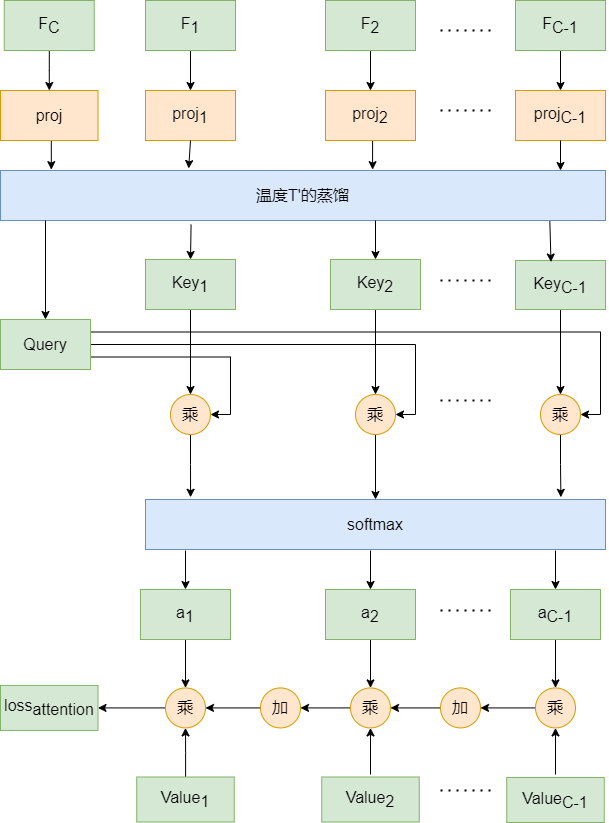 FC F1 F2 ······· FC-1
proj proj1 proj2 ······· projC-1
温度T'的蒸馏
Key1 Key2 ······· KeyC-1
Query
乘 乘 ······· 乘
softmax
a1 a2 ······· aC-1
lossattention 乘 加 乘 加 乘
Value1 Value2 ······· ValueC-1